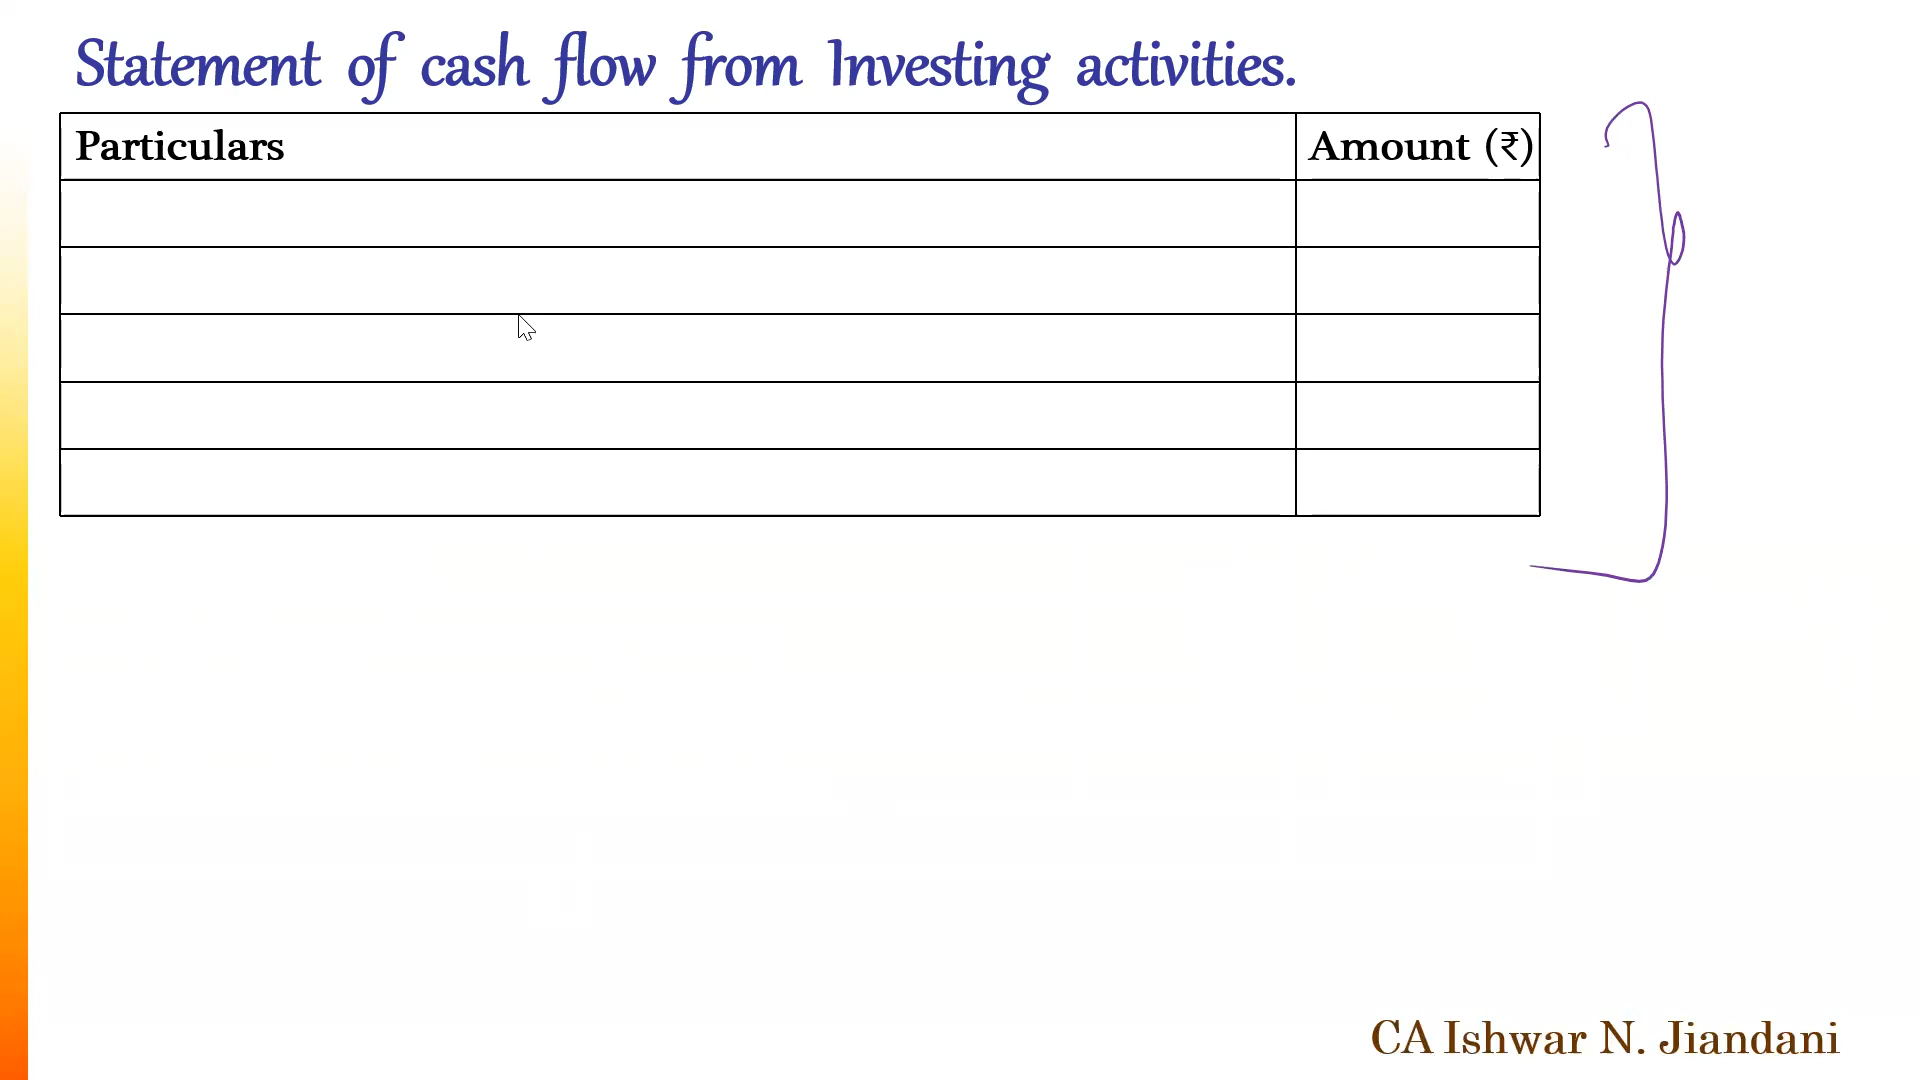 Statement of cash flow from Investing activities.
Particulars Amount (₹)
CA Ishwar N. Jiandani